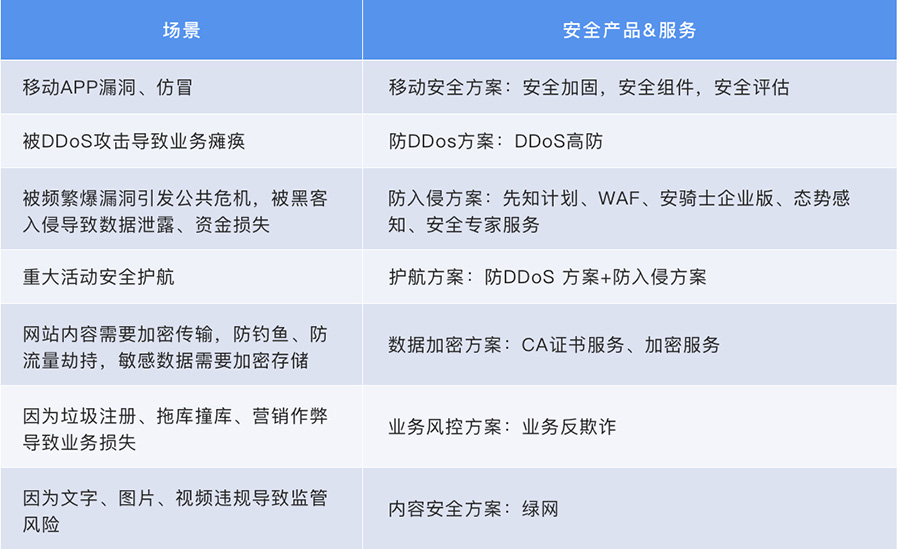 场景
安全产品&服务
移动APP漏洞、仿冒
移动安全方案：安全加固，安全组件，安全评估
被DDoS攻击导致业务瘫痪
防DDos方案：DDoS高防
被频繁爆漏洞引发公共危机，被黑客
入侵导致数据泄露、资金损失
防入侵方案：先知计划、WAF、安骑士企业版、态势感
知、安全专家服务
重大活动安全护航
护航方案：防DDoS 方案+防入侵方案
网站内容需要加密传输，防钓鱼、防
流量劫持，敏感数据需要加密存储
数据加密方案：CA证书服务、加密服务
因为垃圾注册、拖库撞库、营销作弊
导致业务损失
业务风控方案：业务反欺诈
因为文字、图片、视频违规导致监管
风险
内容安全方案：绿网